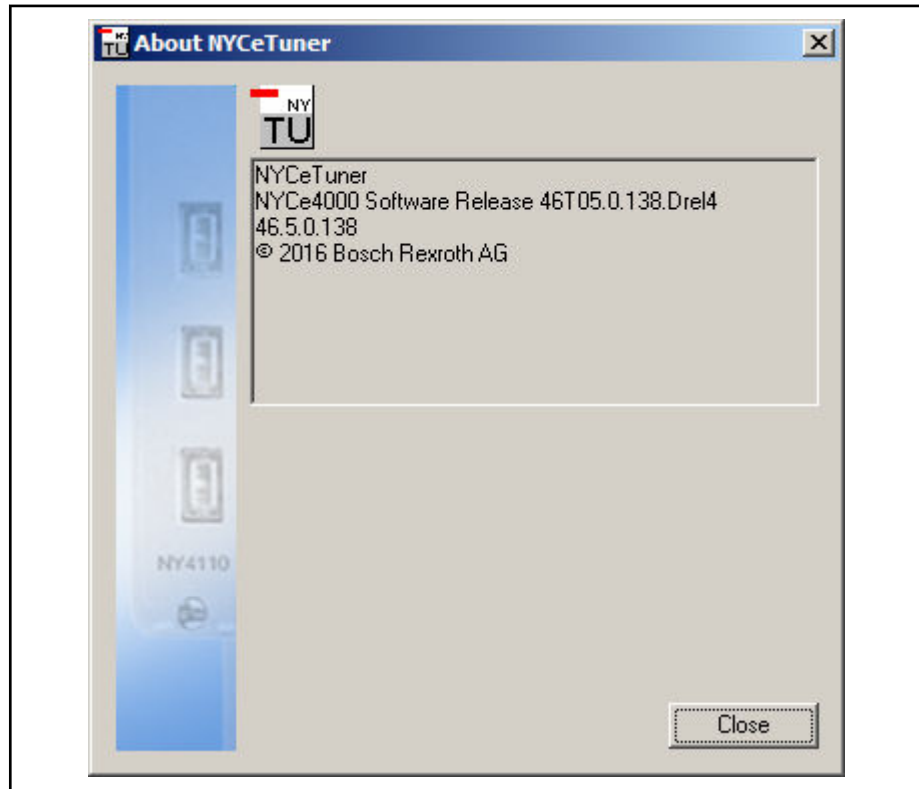 About NYCeTuner
NY
TU
NYCeTuner
NYCe4000 Software Release 46T05.0.138.Drel4
46.5.0.138
© 2016 Bosch Rexroth AG
NY4110
Close